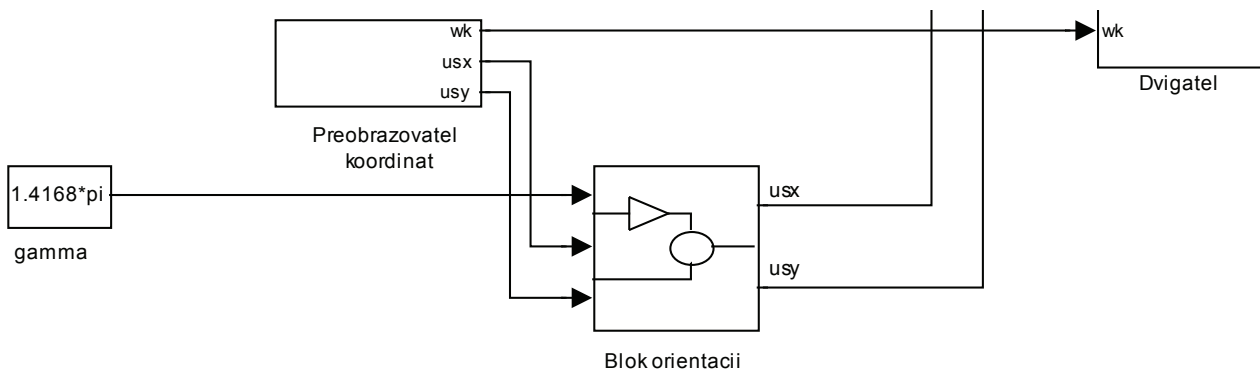 wk
usx
usy
Preobrazovatel
koordinat
wk
Dvigatel
1.4168*pi
gamma
usx
usy
Blok orientacii